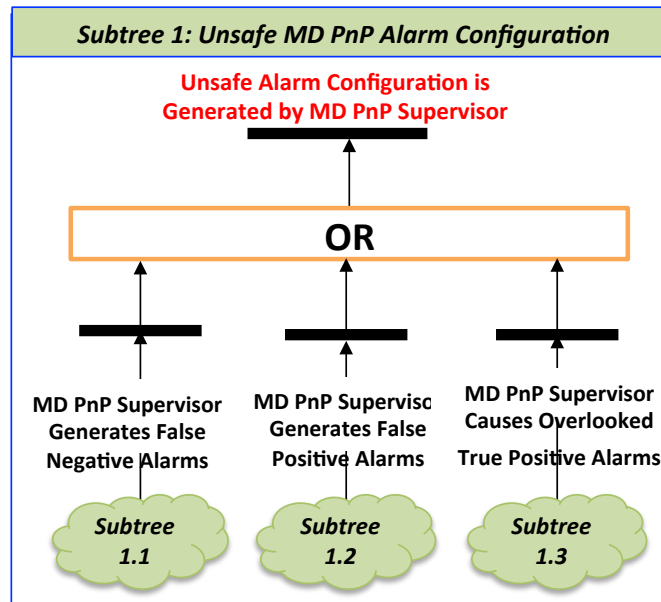 Subtree 1: Unsafe MD PnP Alarm Configuration
Unsafe Alarm Configuration is
Generated by MD PnP Supervisor
OR
MD PnP Supervisor
Generates False
Negative Alarms
MD PnP Superviso
Generates False
Positive Alarms
MD PnP Supervisor
Causes Overlooked
True Positive Alarms
Subtree
1.1
Subtree
1.2
Subtree
1.3